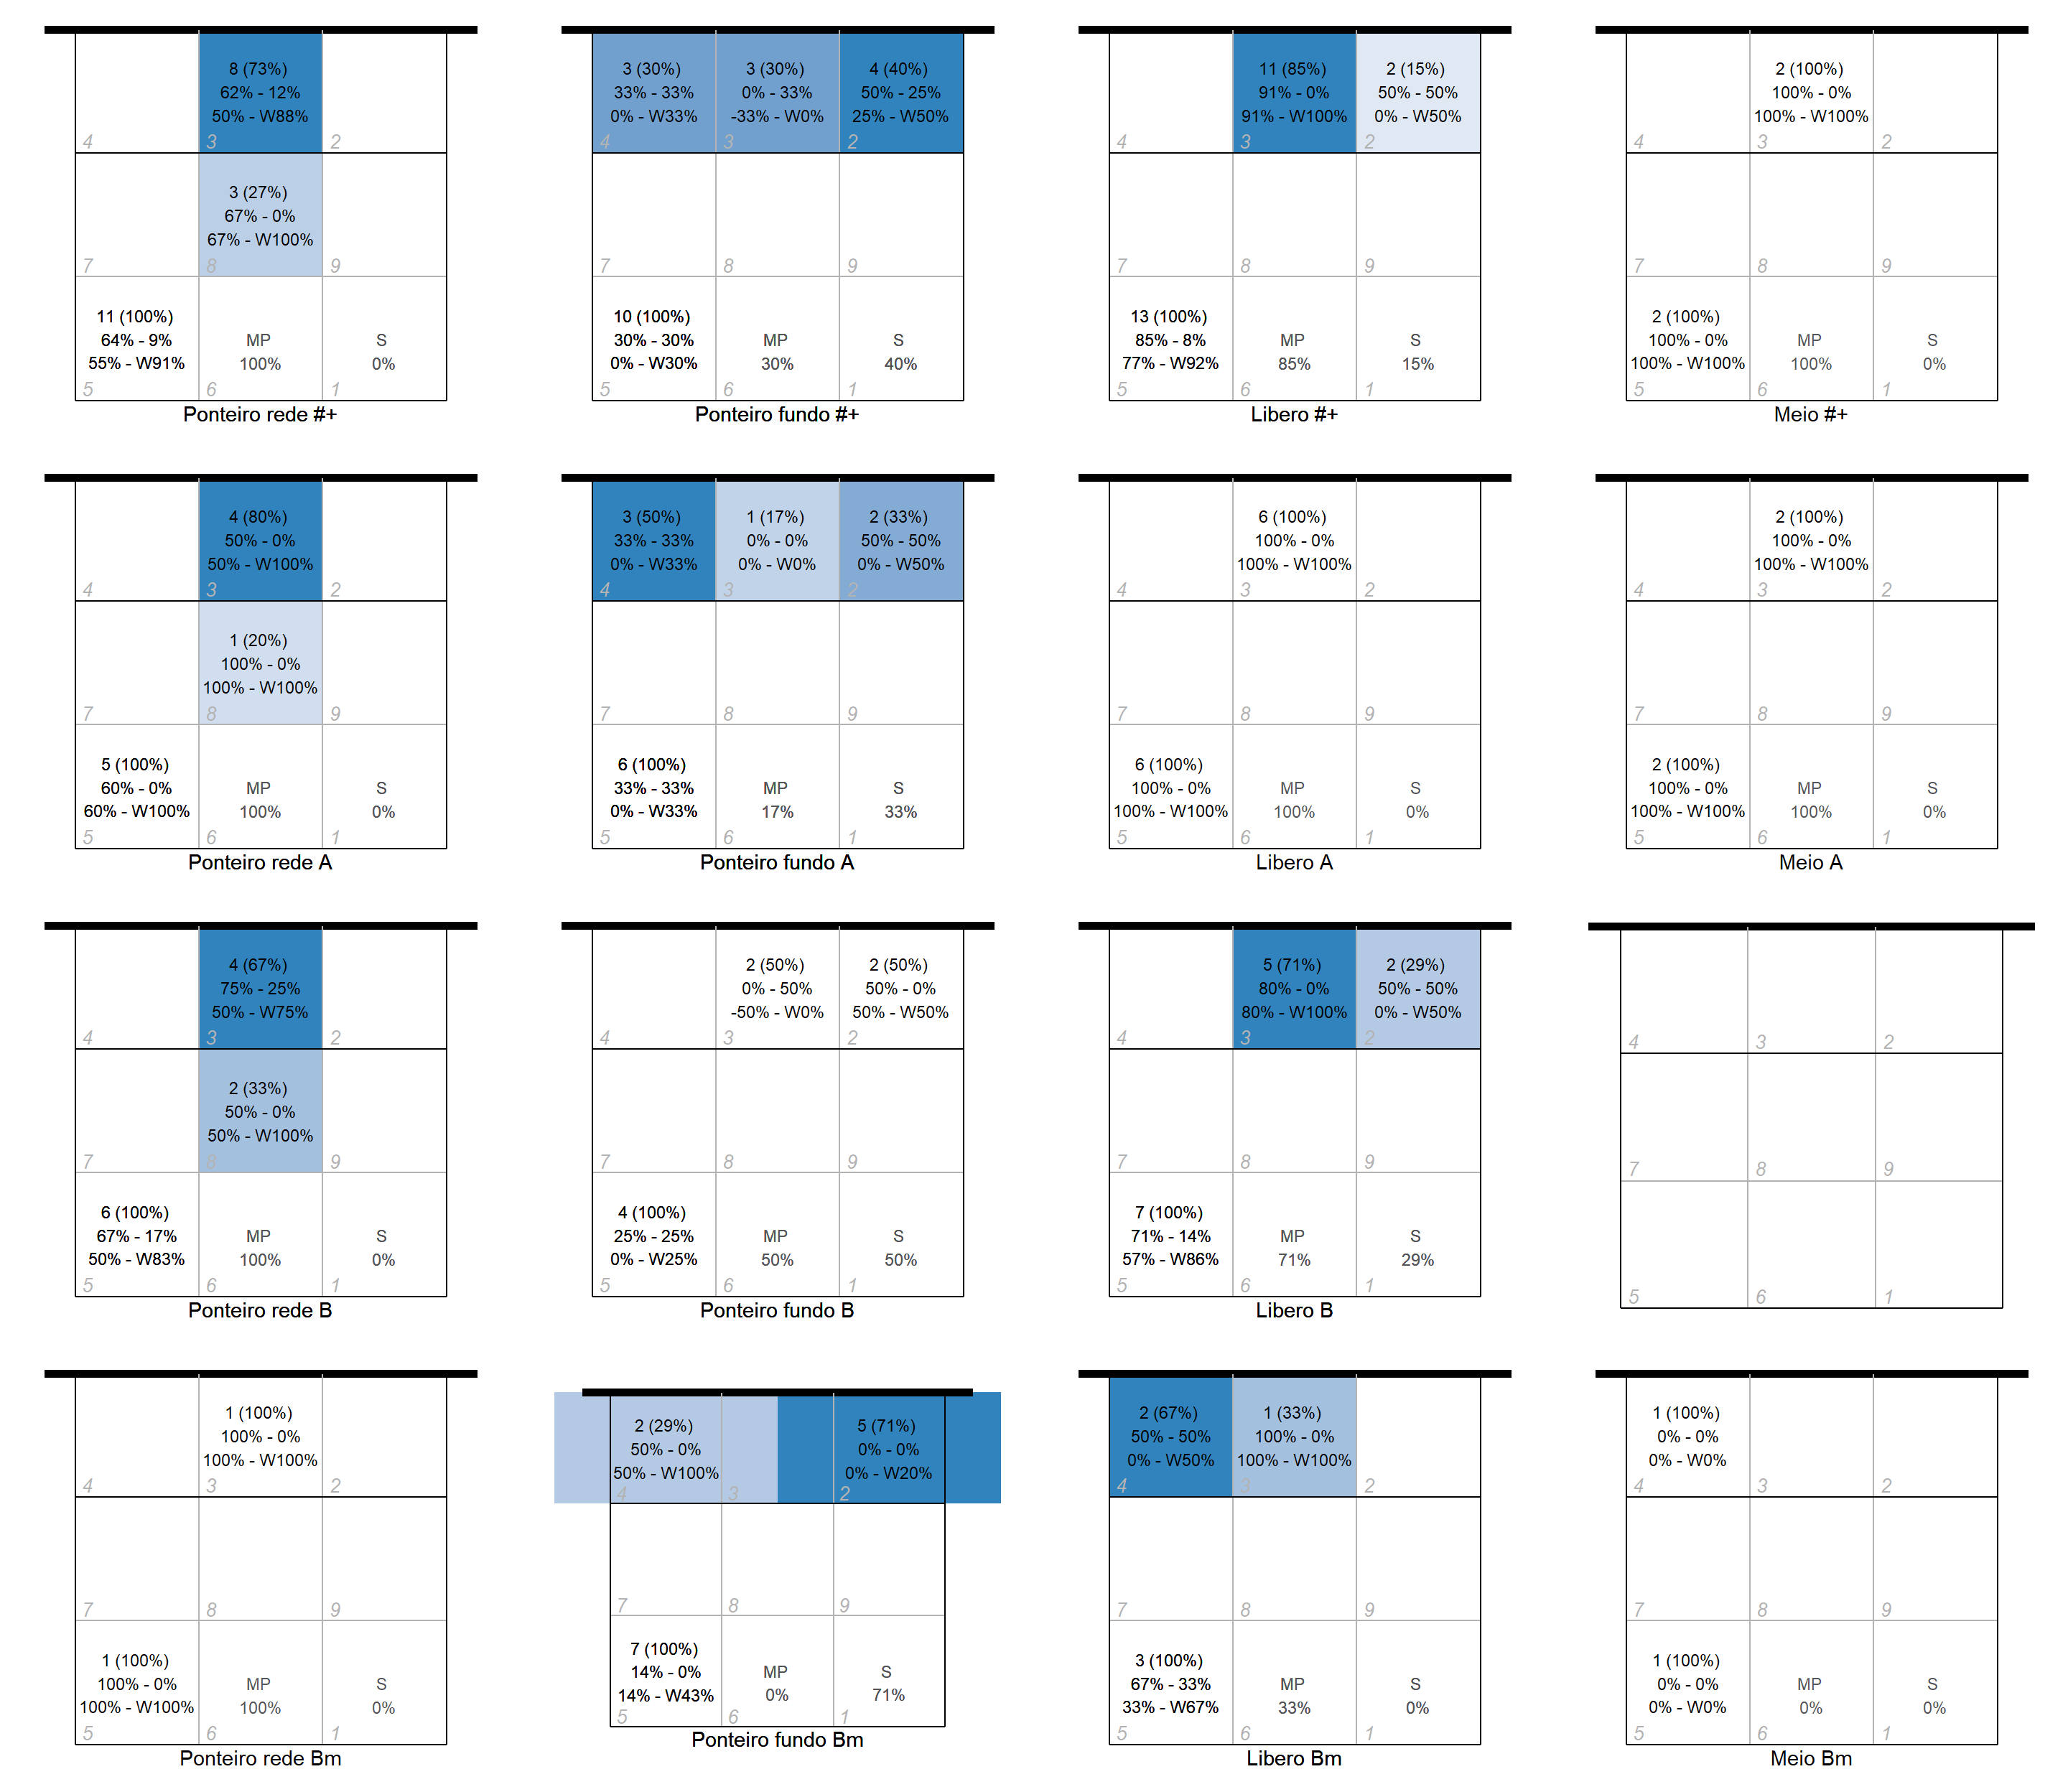 8 (73%)
62% - 12%
50% - W88%
4
3
2
3 (27%)
67% - 0%
67% - W100%
7
8
9
11 (100%)
64% - 9%
55% - W91%
MP
100%
S
0%
5
6
1
Ponteiro rede #+
3 (30%)
33% - 33%
0% - W33%
3 (30%)
0% - 33%
-33% - W0%
4 (40%)
50% - 25%
25% - W50%
4
3
2
7
8
9
10 (100%)
30% - 30%
0% - W30%
MP
30%
S
40%
5
6
1
Ponteiro fundo #+
11 (85%)
91% - 0%
91% - W100%
2 (15%)
50% - 50%
0% - W50%
4
3
2
7
8
9
13 (100%)
85% - 8%
77% - W92%
MP
85%
S
15%
5
6
1
Libero #+
2 (100%)
100% - 0%
100% - W100%
4
3
2
7
8
9
2 (100%)
100% - 0%
100% - W100%
MP
100%
S
0%
5
6
1
Meio #+
4 (80%)
50% - 0%
50% - W100%
4
3
2
1 (20%)
100% - 0%
100% - W100%
7
8
9
5 (100%)
60% - 0%
60% - W100%
MP
100%
S
0%
5
6
1
Ponteiro rede A
3 (50%)
33% - 33%
0% - W33%
1 (17%)
0% - 0%
0% - W0%
2 (33%)
50% - 50%
0% - W50%
4
3
2
7
8
9
6 (100%)
33% - 33%
0% - W33%
MP
17%
S
33%
5
6
1
Ponteiro fundo A
6 (100%)
100% - 0%
100% - W100%
4
3
2
7
8
9
6 (100%)
100% - 0%
100% - W100%
MP
100%
S
0%
5
6
1
Libero A
2 (100%)
100% - 0%
100% - W100%
4
3
2
7
8
9
2 (100%)
100% - 0%
100% - W100%
MP
100%
S
0%
5
6
1
Meio A
4 (67%)
75% - 25%
50% - W75%
4
3
2
2 (33%)
50% - 0%
50% - W100%
7
8
9
6 (100%)
67% - 17%
50% - W83%
MP
100%
S
0%
5
6
1
Ponteiro rede B
2 (50%)
0% - 50%
-50% - W0%
2 (50%)
50% - 0%
50% - W50%
4
3
2
7
8
9
4 (100%)
25% - 25%
0% - W25%
MP
50%
S
50%
5
6
1
Ponteiro fundo B
5 (71%)
80% - 0%
80% - W100%
2 (29%)
50% - 50%
0% - W50%
4
3
2
7
8
9
7 (100%)
71% - 14%
57% - W86%
MP
71%
S
29%
5
6
1
Libero B
4
3
2
7
8
9
5
6
1
1 (100%)
100% - 0%
100% - W100%
4
3
2
7
8
9
1 (100%)
100% - 0%
100% - W100%
MP
100%
S
0%
5
6
1
Ponteiro rede Bm
2 (29%)
50% - 0%
50% - W100%
5 (71%)
0% - 0%
0% - W20%
4
3
2
7
8
9
7 (100%)
14% - 0%
14% - W43%
MP
0%
S
71%
5
6
1
Ponteiro fundo Bm
2 (67%)
50% - 50%
0% - W50%
1 (33%)
100% - 0%
100% - W100%
4
3
2
7
8
9
3 (100%)
67% - 33%
33% - W67%
MP
33%
S
0%
5
6
1
Libero Bm
1 (100%)
0% - 0%
0% - W0%
4
3
2
7
8
9
1 (100%)
0% - 0%
0% - W0%
MP
0%
S
0%
5
6
1
Meio Bm